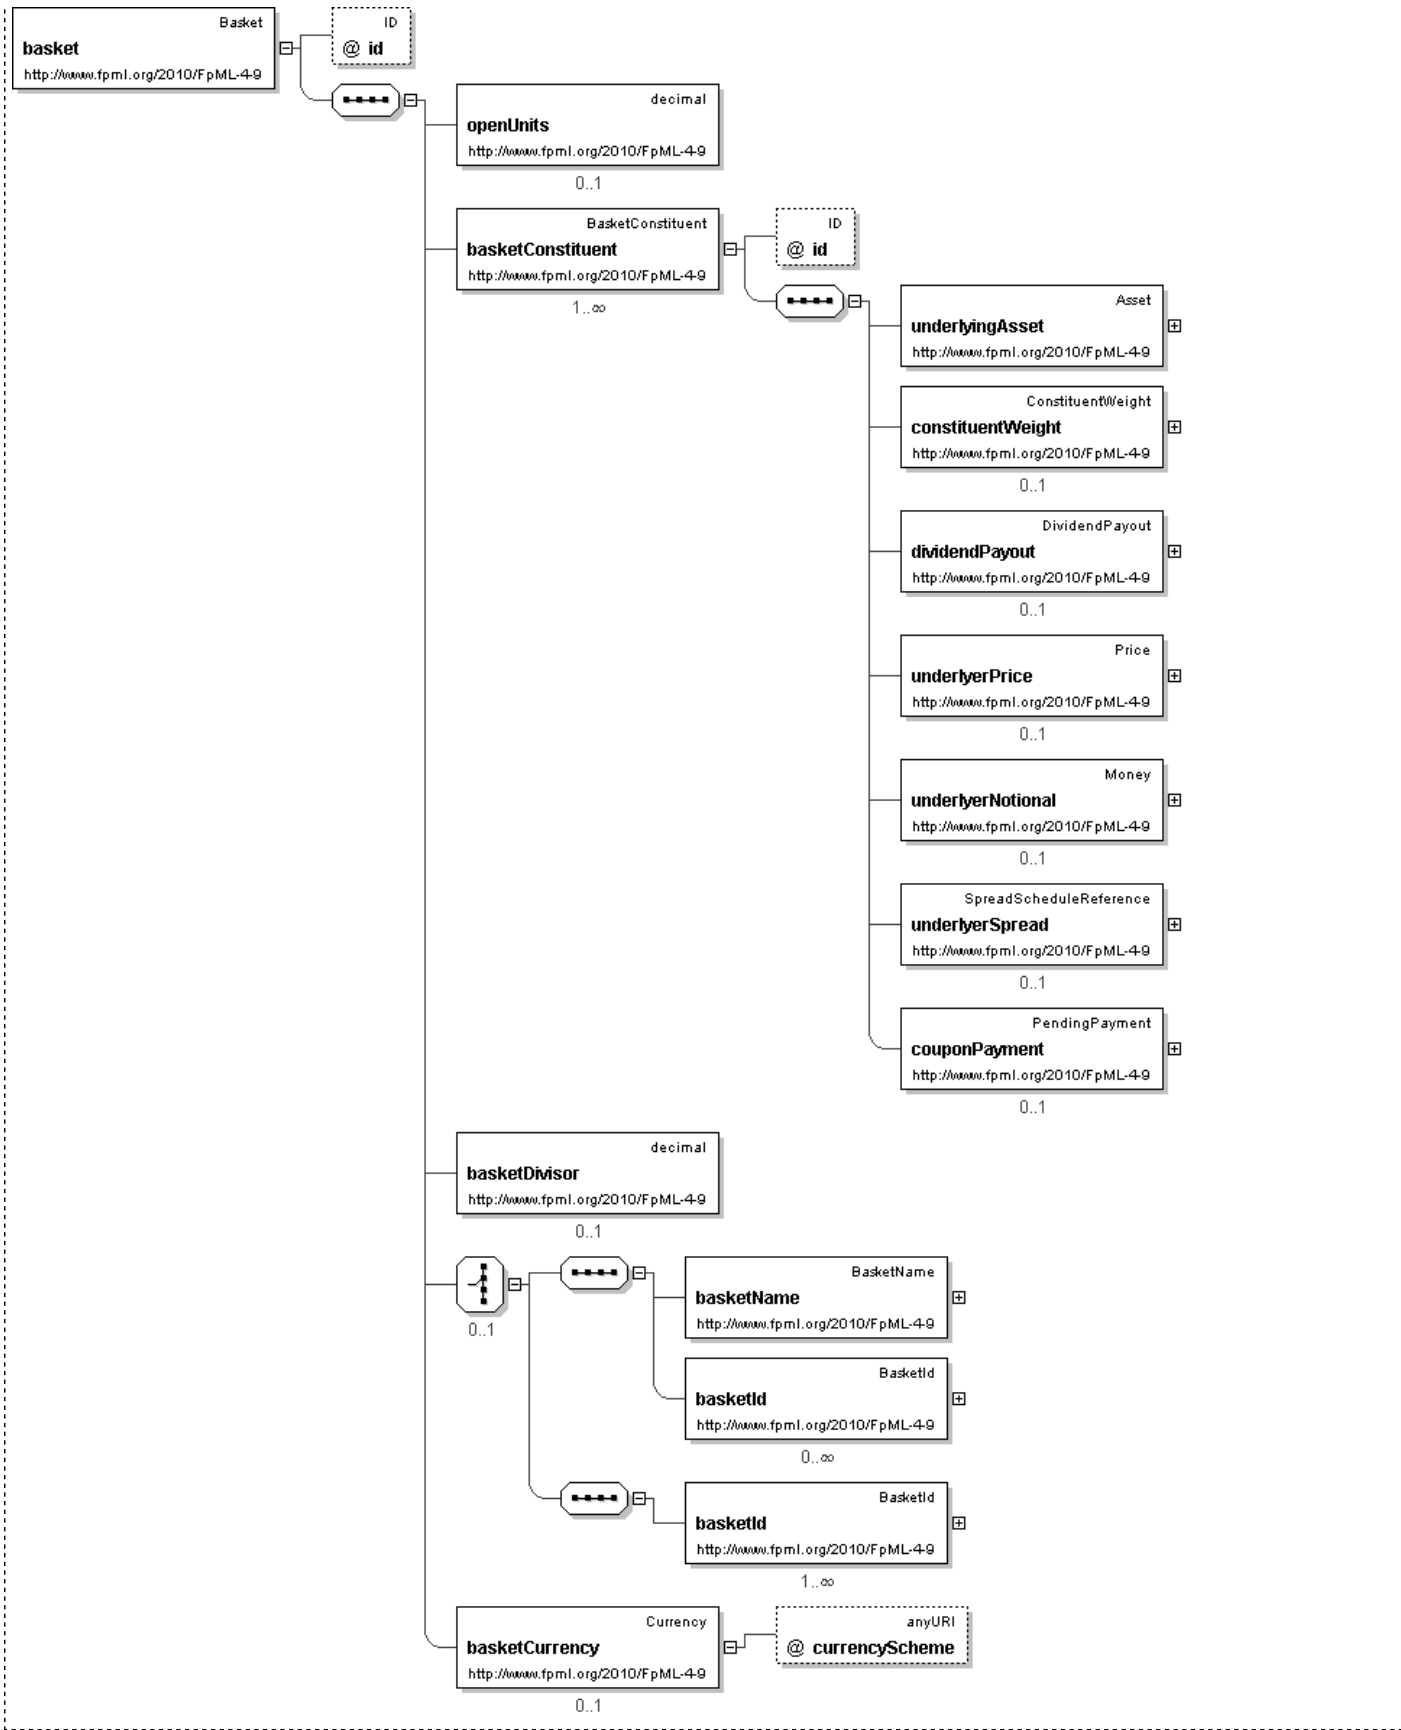 Basket
basket
http://www.fpml.org/2010/FpML-4-9
ID
@ id
decimal
openUnits
http://www.fpml.org/2010/FpML-4-9
0..1
BasketConstituent
basketConstituent
http://www.fpml.org/2010/FpML-4-9
1..∞
ID
@ id
Asset
underlyingAsset
http://www.fpml.org/2010/FpML-4-9
ConstituentWeight
constituentWeight
http://www.fpml.org/2010/FpML-4-9
0..1
DividendPayout
dividendPayout
http://www.fpml.org/2010/FpML-4-9
0..1
Price
underlyerPrice
http://www.fpml.org/2010/FpML-4-9
0..1
Money
underlyerNotional
http://www.fpml.org/2010/FpML-4-9
0..1
SpreadScheduleReference
underlyerSpread
http://www.fpml.org/2010/FpML-4-9
0..1
PendingPayment
couponPayment
http://www.fpml.org/2010/FpML-4-9
0..1
decimal
basketDivisor
http://www.fpml.org/2010/FpML-4-9
0..1
0..1
BasketName
basketName
http://www.fpml.org/2010/FpML-4-9
BasketId
basketId
http://www.fpml.org/2010/FpML-4-9
0..∞
BasketId
basketId
http://www.fpml.org/2010/FpML-4-9
1..∞
Currency
basketCurrency
http://www.fpml.org/2010/FpML-4-9
0..1
anyURI
@ currencyScheme